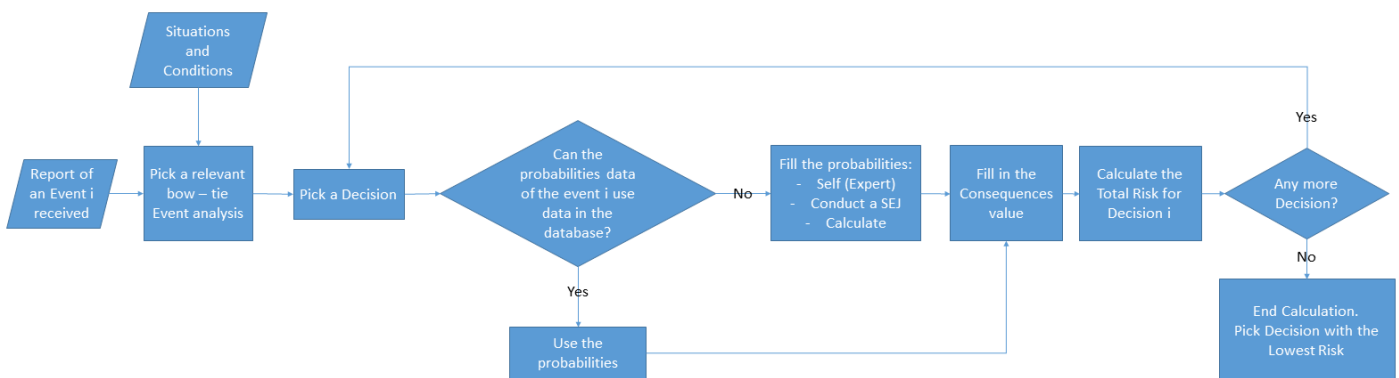 Situations
and
Conditions
Report of
an Event i
received
Pick a relevant
bow – tie
Event analysis
Pick a Decision
Can the
probabilities data
of the event i use
data in the
database?
No
Yes
Use the
probabilities
Fill the probabilities:
- Self (Expert)
- Conduct a SEJ
- Calculate
Fill in the
Consequences
value
Calculate the
Total Risk for
Decision i
Any more
Decision?
Yes
No
End Calculation.
Pick Decision with the
Lowest Risk